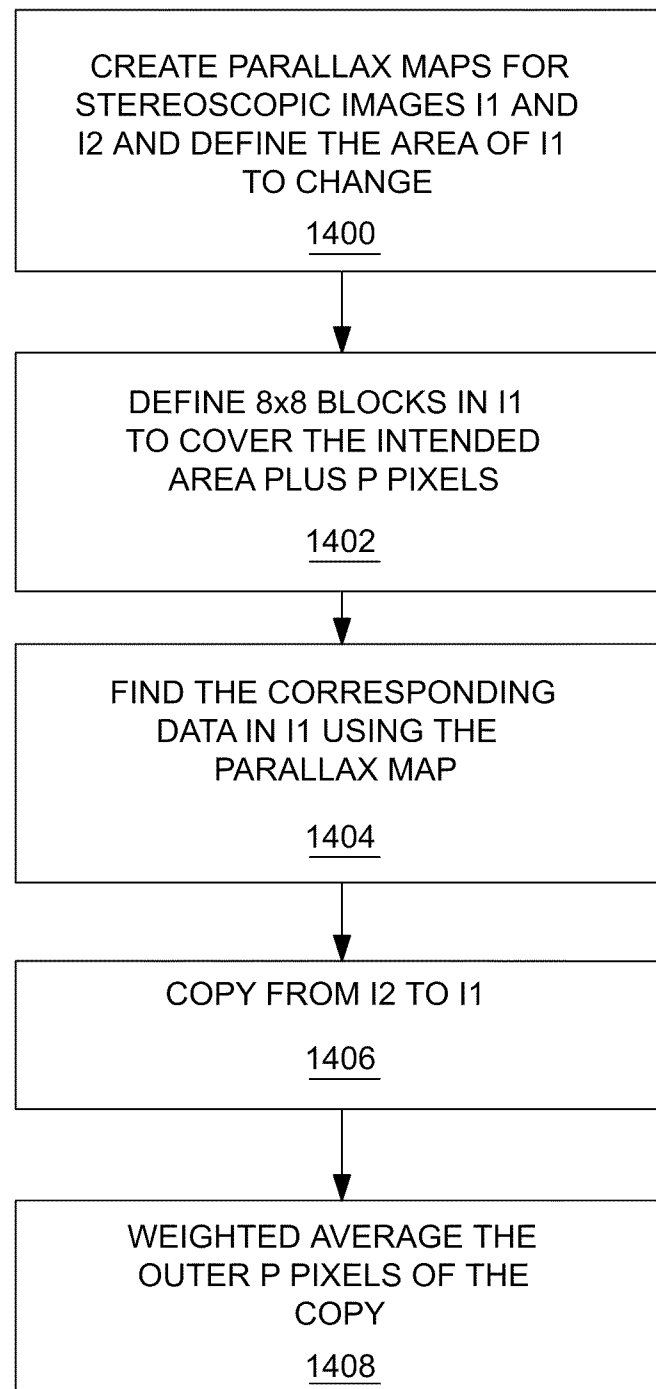 CREATE PARALLAX MAPS FOR
STEREOSCOPIC IMAGES I1 AND
I2 AND DEFINE THE AREA OF I1
TO CHANGE
1400
DEFINE 8x8 BLOCKS IN I1
TO COVER THE INTENDED
AREA PLUS P PIXELS
1402
FIND THE CORRESPONDING
DATA IN I1 USING THE
PARALLAX MAP
1404
COPY FROM I2 TO I1
1406
WEIGHTED AVERAGE THE
OUTER P PIXELS OF THE
COPY
1408